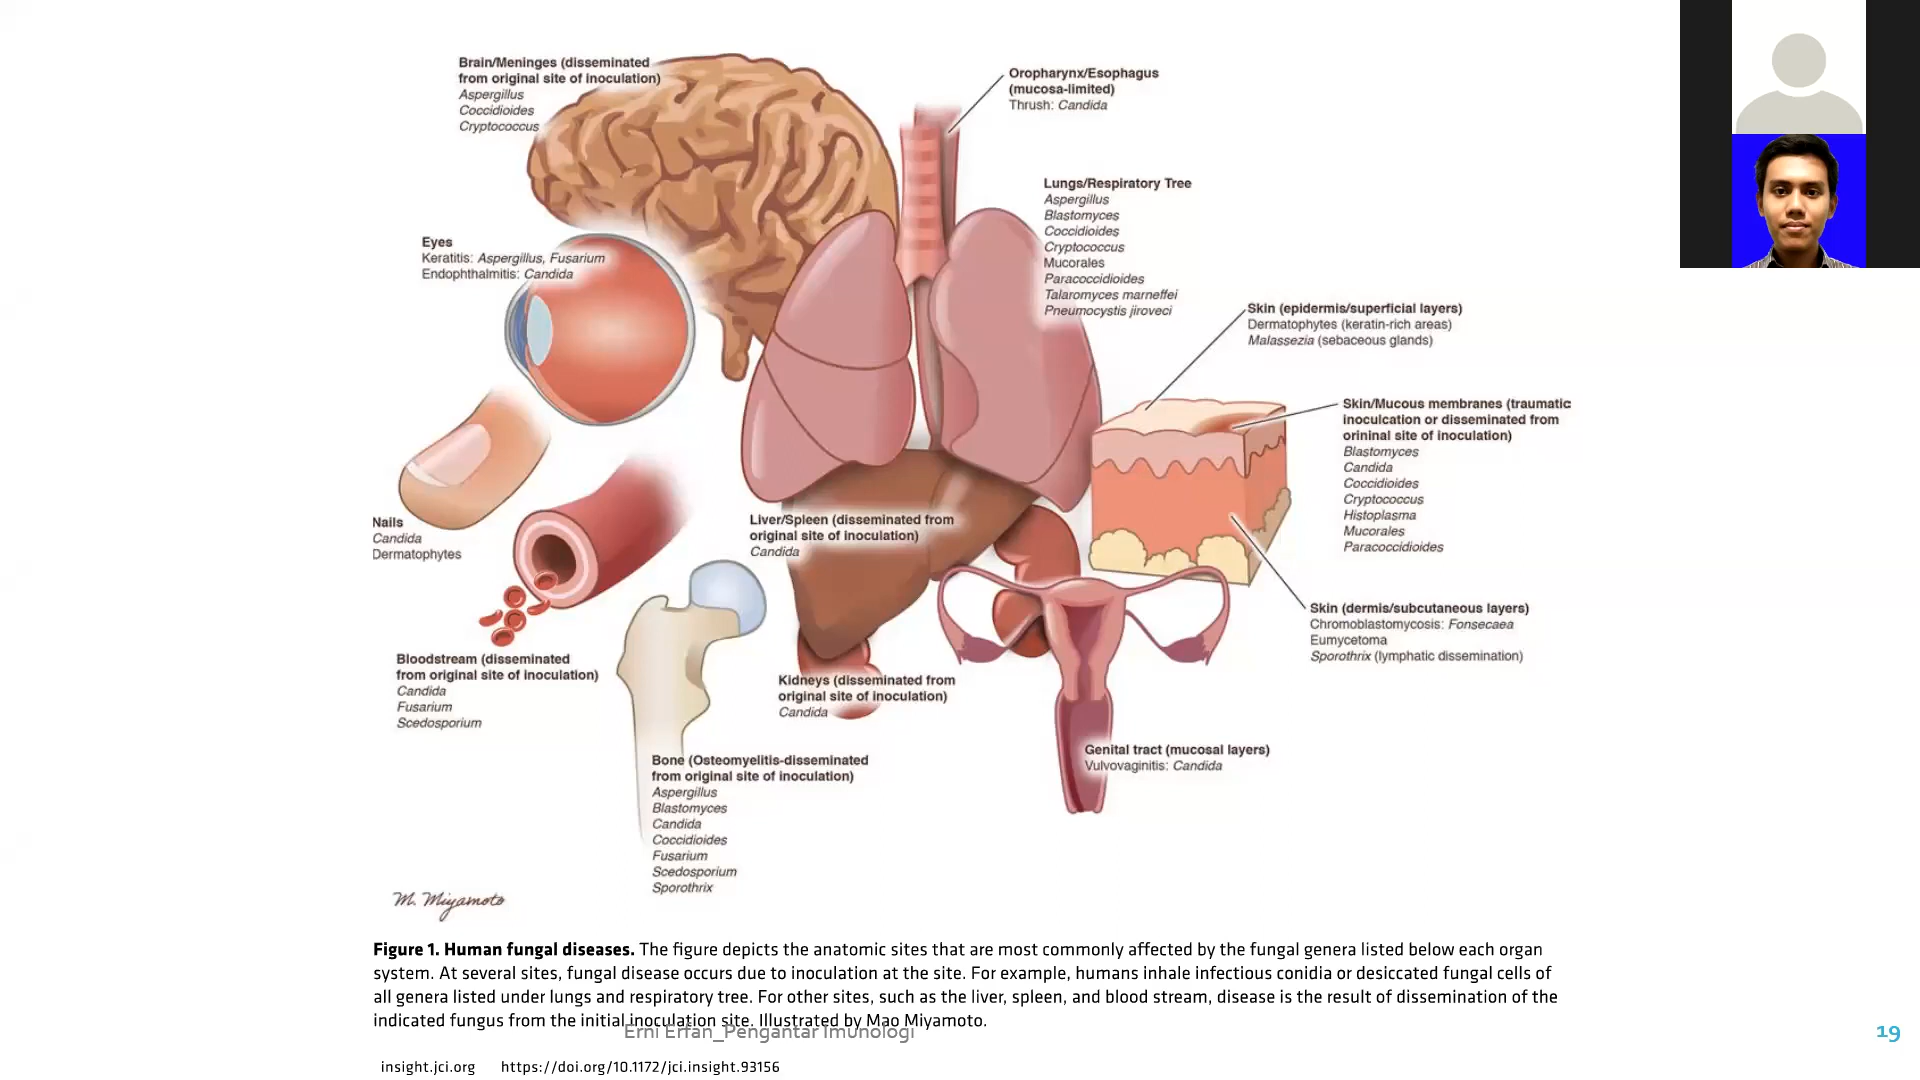 Brain/Meninges (disseminated
from original site of inoculation)
Aspergillus
Coccidioides
Cryptococcus
Oropharynx/Esophagus
(mucosa-limited)
Thrush: Candida
Lungs/Respiratory Tree
Aspergillus
Blastomyces
Coccidioides
Cryptococcus
Mucorales
Paracoccidioides
Talaromyces marneffei
Pneumocystis jiroveci
Eyes
Keratitis: Aspergillus, Fusarium
Endophthalmitis: Candida
Skin (epidermis/superficial layers)
Dermatophytes (keratin-rich areas)
Malassezia (sebaceous glands)
Skin/Mucous membranes (traumatic
inoculcation or disseminated from
orininal site of inoculation)
Blastomyces
Candida
Coccidioides
Cryptococcus
Histoplasma
Mucorales
Paracoccidioides
Nails
Candida
Dermatophytes
Liver/Spleen (disseminated from
original site of inoculation)
Candida
Skin (dermis/subcutaneous layers)
Chromoblastomycosis: Fonsecaea
Eumycetoma
Sporothrix (lymphatic dissemination)
Bloodstream (disseminated
from original site of inoculation)
Candida
Fusarium
Scedosporium
Kidneys (disseminated from
original site of inoculation)
Candida
Genital tract (mucosal layers)
Vulvovaginitis: Candida
Bone (Osteomyelitis-disseminated
from original site of inoculation)
Aspergillus
Blastomyces
Candida
Coccidioides
Fusarium
Scedosporium
Sporothrix
M. Miyamoto
Figure 1. Human fungal diseases. The figure depicts the anatomic sites that are most commonly affected by the fungal genera listed below each organ
system. At several sites, fungal disease occurs due to inoculation at the site. For example, humans inhale infectious conidia or desiccated fungal cells of
all genera listed under lungs and respiratory tree. For other sites, such as the liver, spleen, and blood stream, disease is the result of dissemination of the
indicated fungus from the initial inoculation site. Illustrated by Mao Miyamoto.
Erni Erfan_Pengantar Imunologi
19
insight.jci.org https://doi.org/10.1172/jci.insight.93156